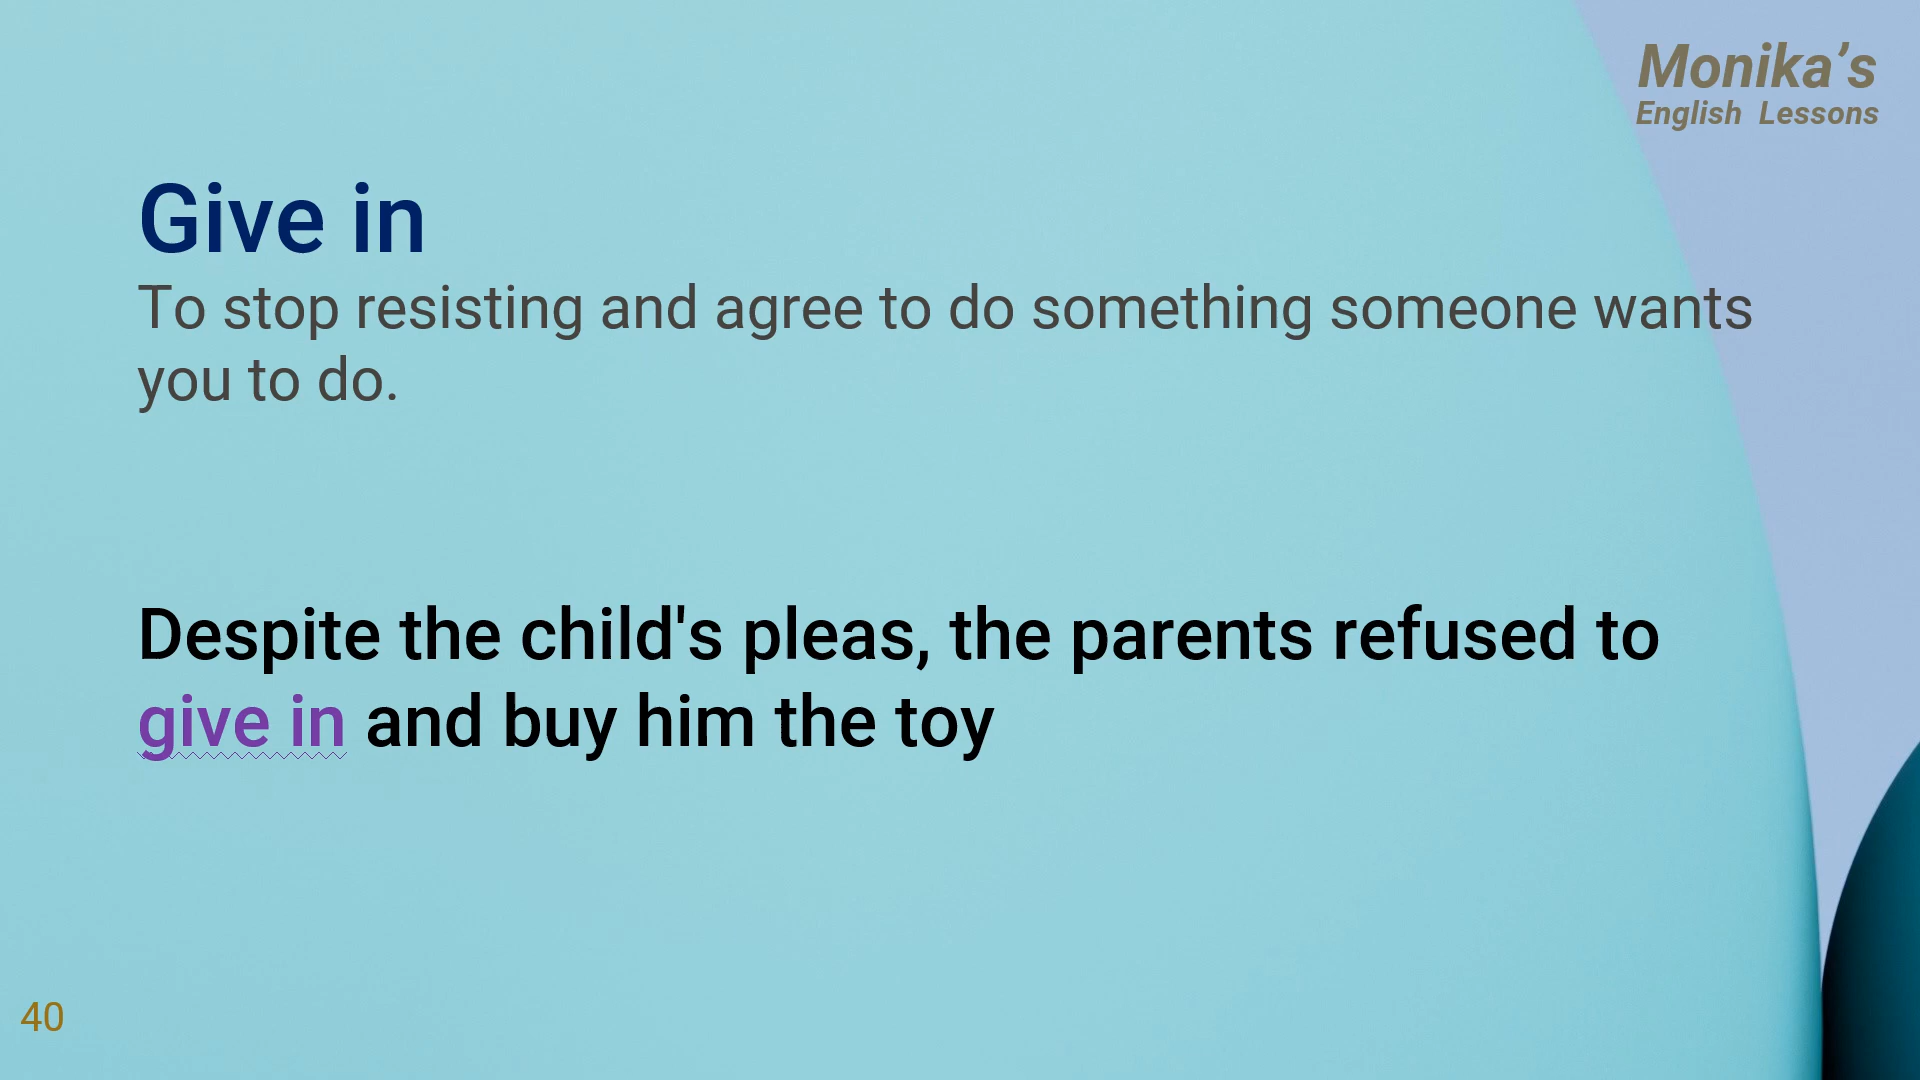 Monika’s
English Lessons
Give in
To stop resisting and agree to do something someone wants
you to do.
Despite the child's pleas, the parents refused to
give in and buy him the toy
40